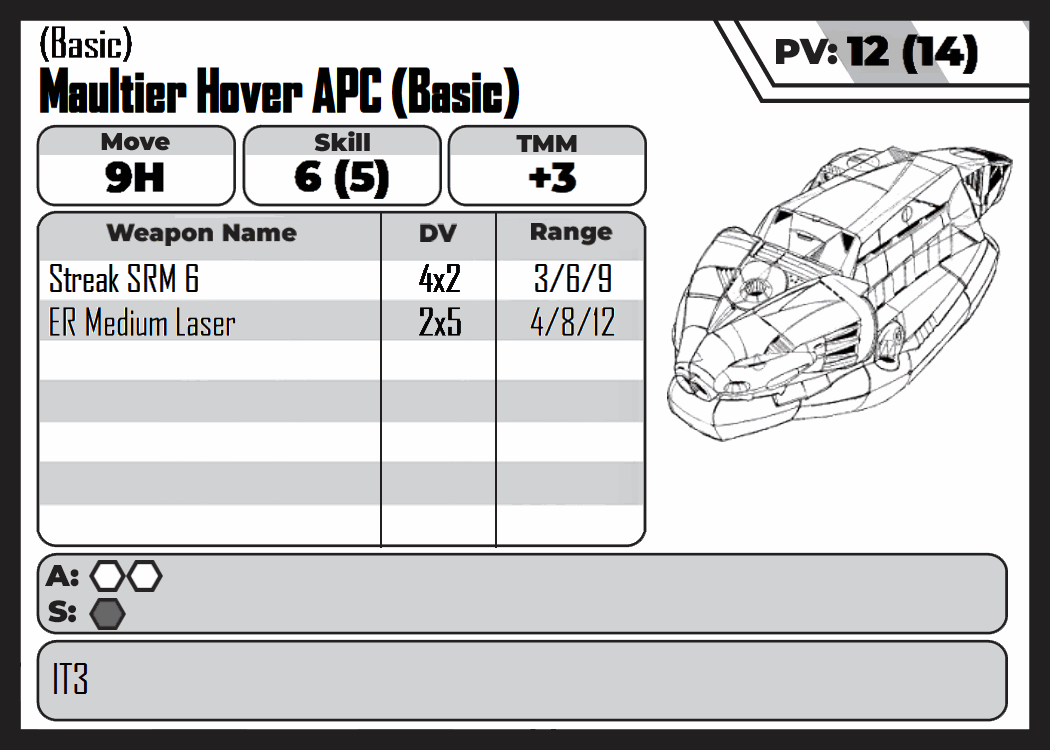 (Basic)
Maultier Hover APC (Basic)
PV: 12 (14)
Move Skill TMM
9H 6 (5) +3
Weapon Name DV Range
Streak SRM 6 4x2 3/6/9
ER Medium Laser 2x5 4/8/12
A:
S:
IT3